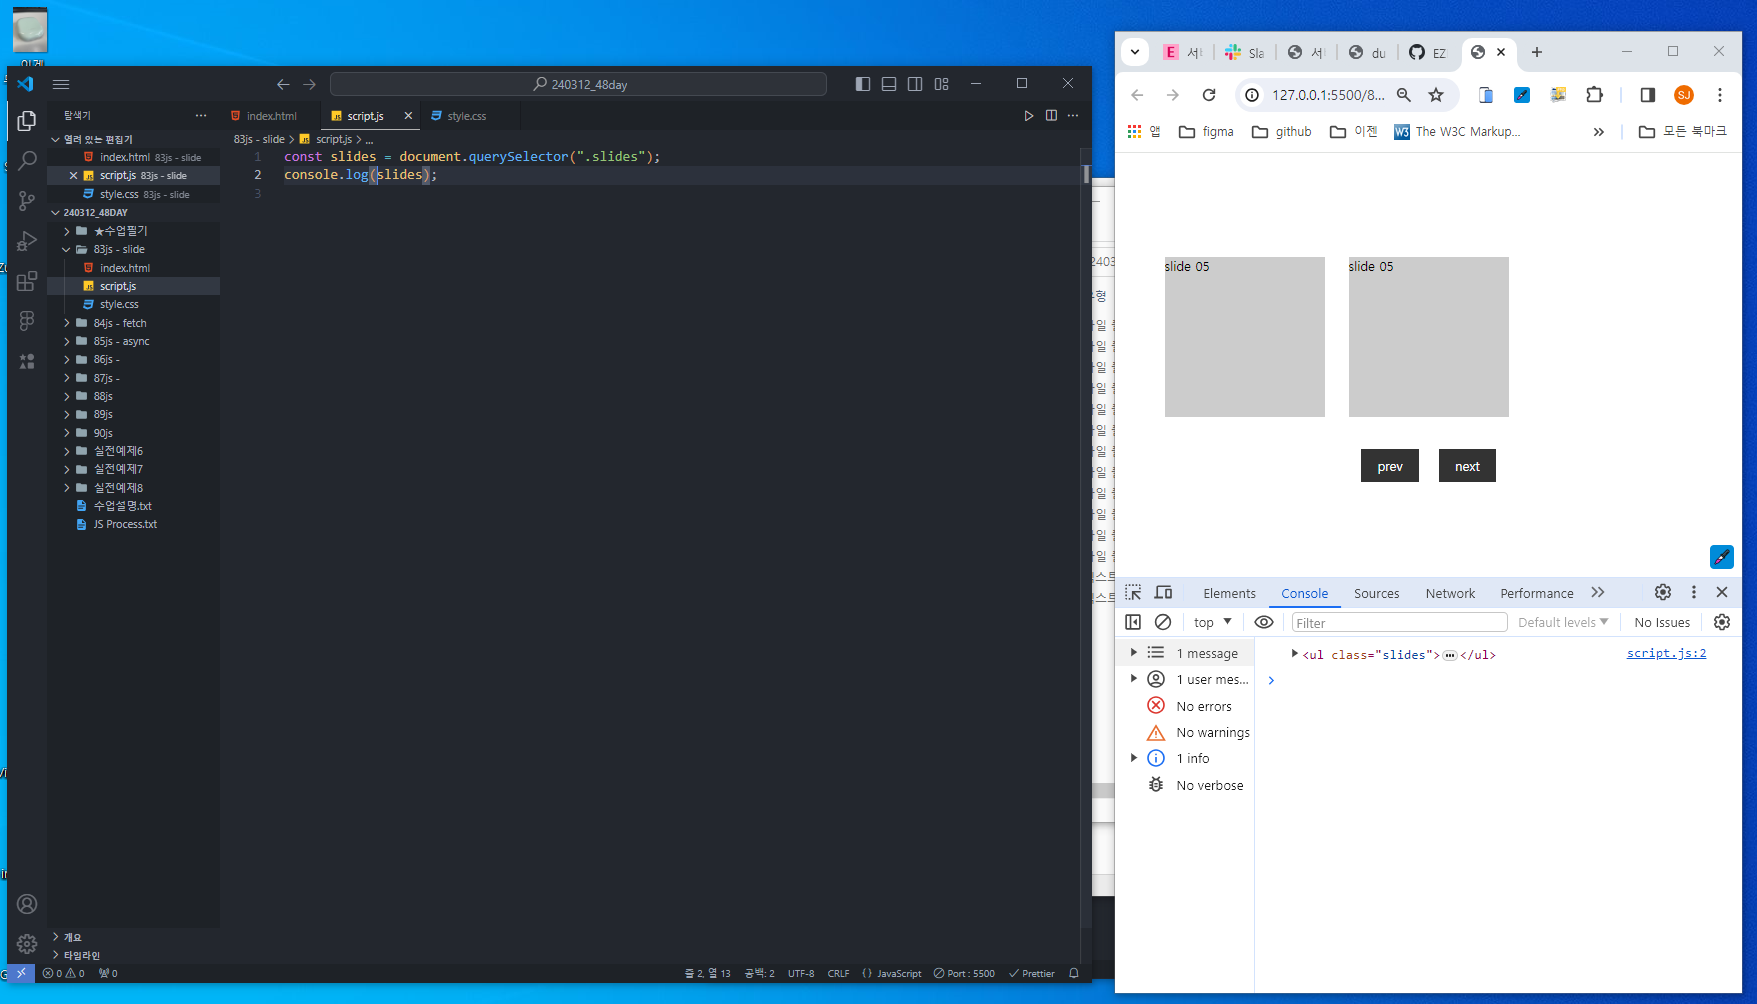 240312_48day
탐색기
index.html
script.js
style.css
열려 있는 편집기
index.html 83js - slide
script.js 83js - slide
style.css 83js - slide
240312_48DAY
★수업필기
83js - slide
index.html
script.js
style.css
84js - fetch
85js - async
86js -
87js -
88js
89js
90js
실전예제6
실전예제7
실전예제8
수업설명.txt
JS Process.txt
개요
타임라인
83js - slide > script.js > ...
1 const slides = document.querySelector(".slides");
2 console.log(slides);
3
0 0 0
줄 2, 열 13 공백: 2 UTF-8 CRLF {} JavaScript Port : 5500 Prettier
Sla
du
EZ
127.0.0.1:5500/8...
SJ
앱 figma github 이젠 The W3C Markup... » 모든 북마크
slide 05
slide 05
prev next
Elements Console Sources Network Performance
top Filter Default levels No Issues
1 message
1 user mes...
No errors
No warnings
1 info
No verbose
<ul class="slides">…</ul> script.js:2